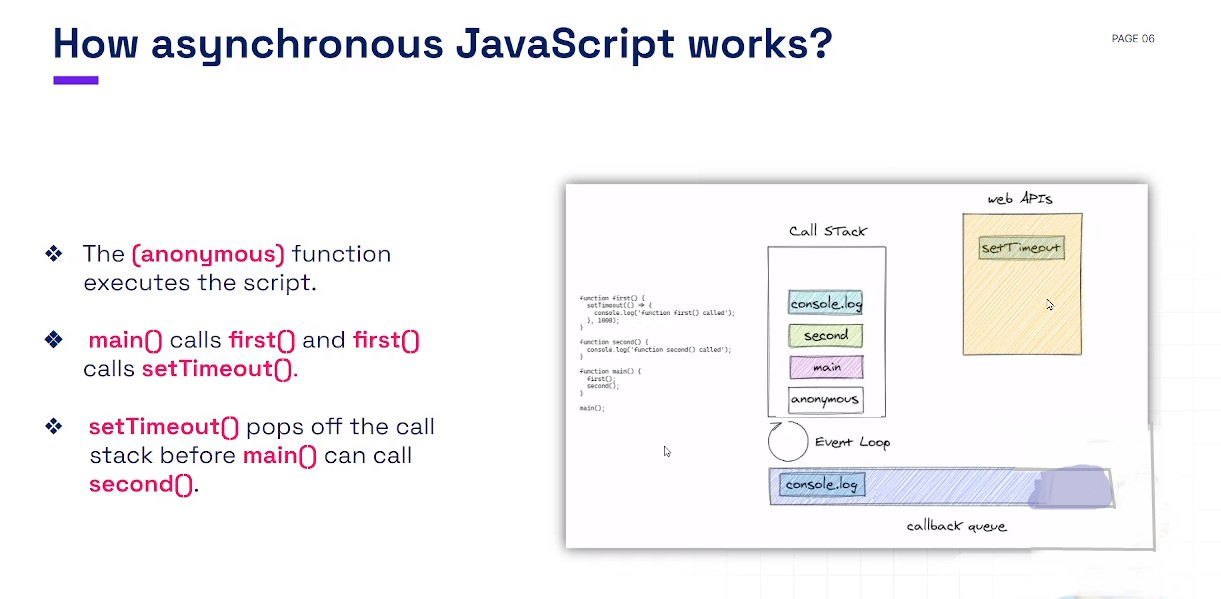 How asynchronous JavaScript works?
PAGE 06
❖ The (anonymous) function
executes the script.
❖ main() calls first() and first()
calls setTimeout().
❖ setTimeout() pops off the call
stack before main() can call
second().
function first() {
setTimeout(() => {
console.log('function first() called');
}, 1000);
}
function second() {
console.log('function second() called');
}
function main() {
first();
second();
}
main();
Call STack
console.log
second
main
anonymous
web APIs
setTimeout
Event Loop
console.log
callback queue